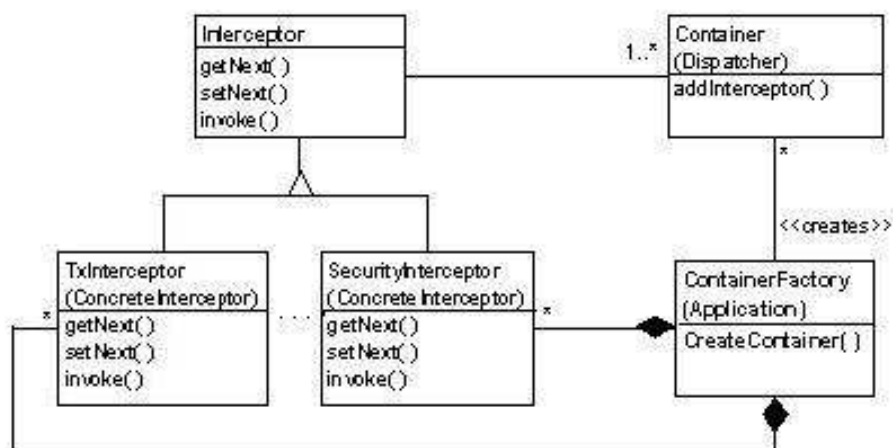 Interceptor
getNext()
setNext()
invoke()
1..*
Container
(Dispatcher)
addInterceptor()
*
<<creates>>
TxInterceptor
(ConcreteInterceptor)
getNext()
setNext()
invoke()
*
. . .
SecurityInterceptor
(ConcreteInterceptor)
getNext()
setNext()
invoke()
*
ContainerFactory
(Application)
CreateContainer()